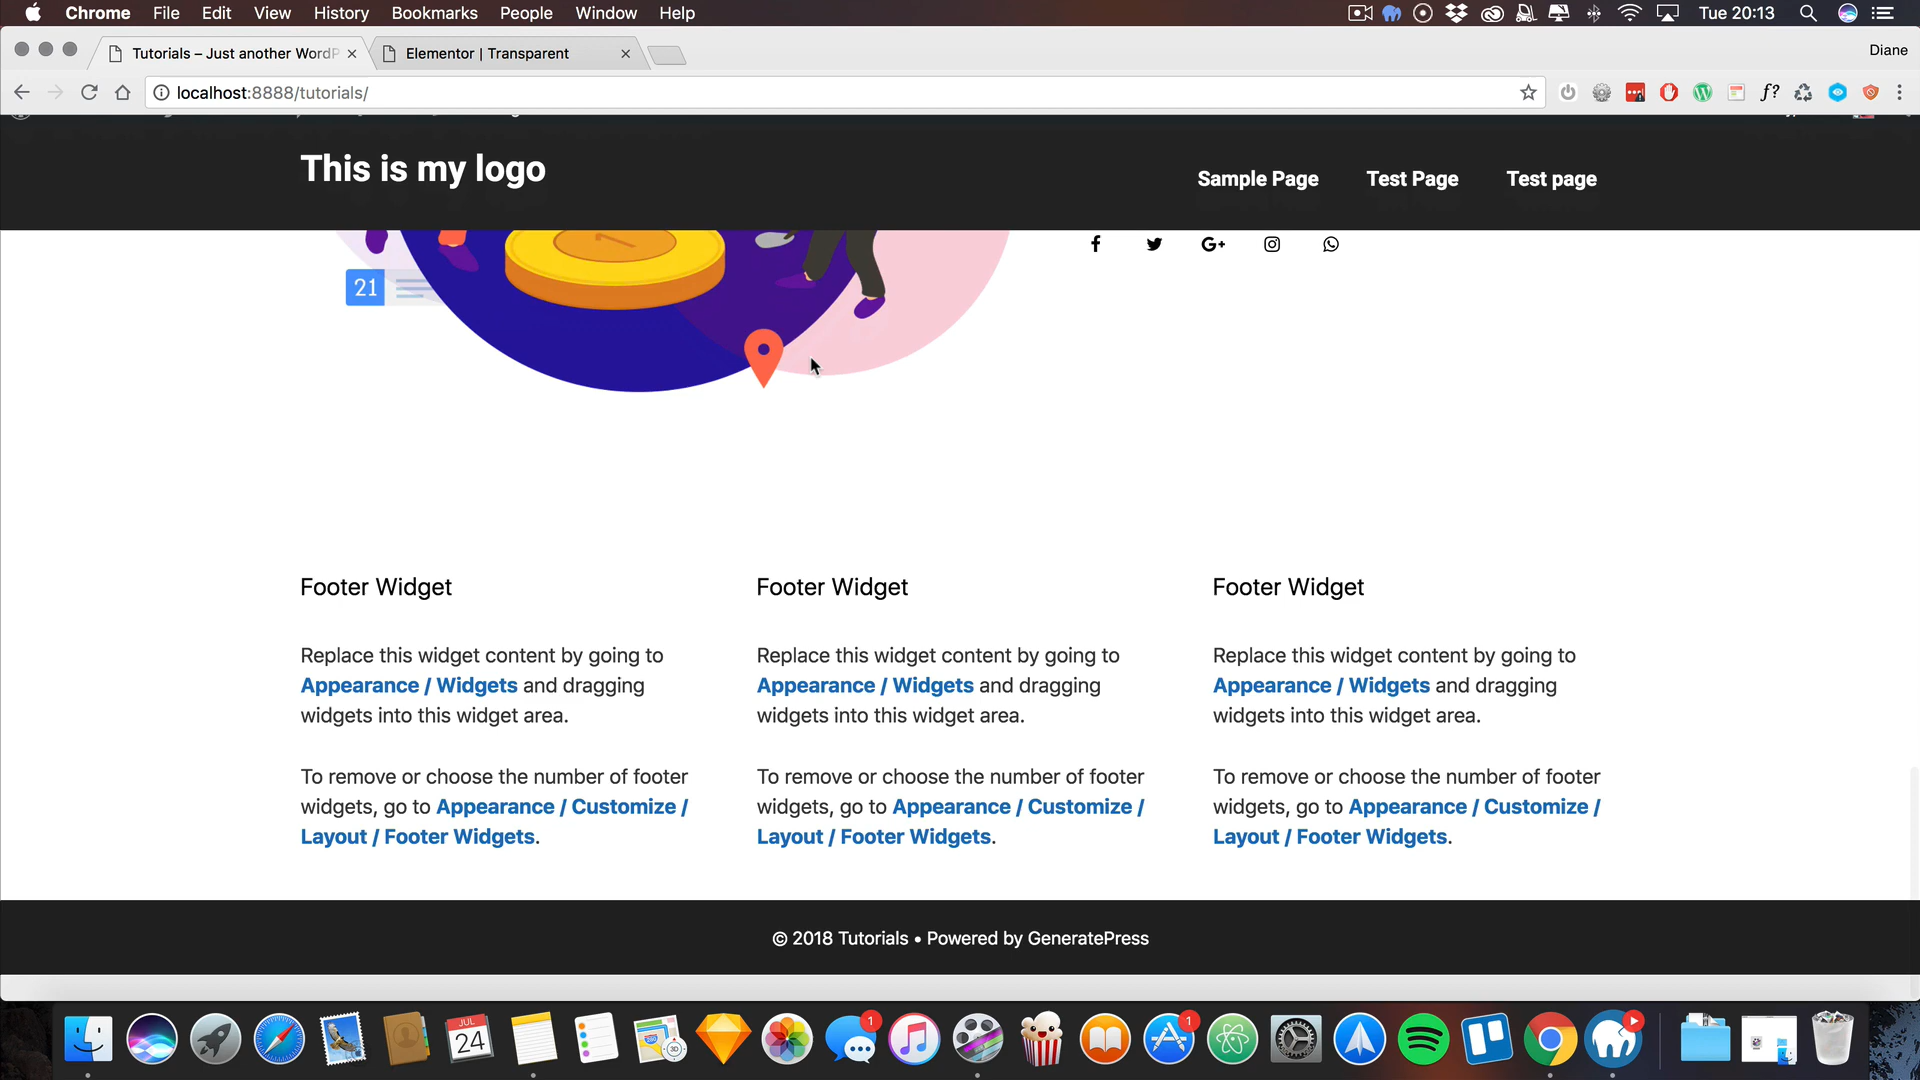 Chrome File Edit View History Bookmarks People Window Help Tue 20:13
Tutorials – Just another WordP Elementor | Transparent Diane
localhost:8888/tutorials/ f?
This is my logo Sample Page Test Page Test page
21
Footer Widget Footer Widget Footer Widget
Replace this widget content by going to Replace this widget content by going to Replace this widget content by going to
Appearance / Widgets and dragging Appearance / Widgets and dragging Appearance / Widgets and dragging
widgets into this widget area. widgets into this widget area. widgets into this widget area.
To remove or choose the number of footer To remove or choose the number of footer To remove or choose the number of footer
widgets, go to Appearance / Customize / widgets, go to Appearance / Customize / widgets, go to Appearance / Customize /
Layout / Footer Widgets. Layout / Footer Widgets. Layout / Footer Widgets.
© 2018 Tutorials • Powered by GeneratePress
JUL 1 1
24 3D